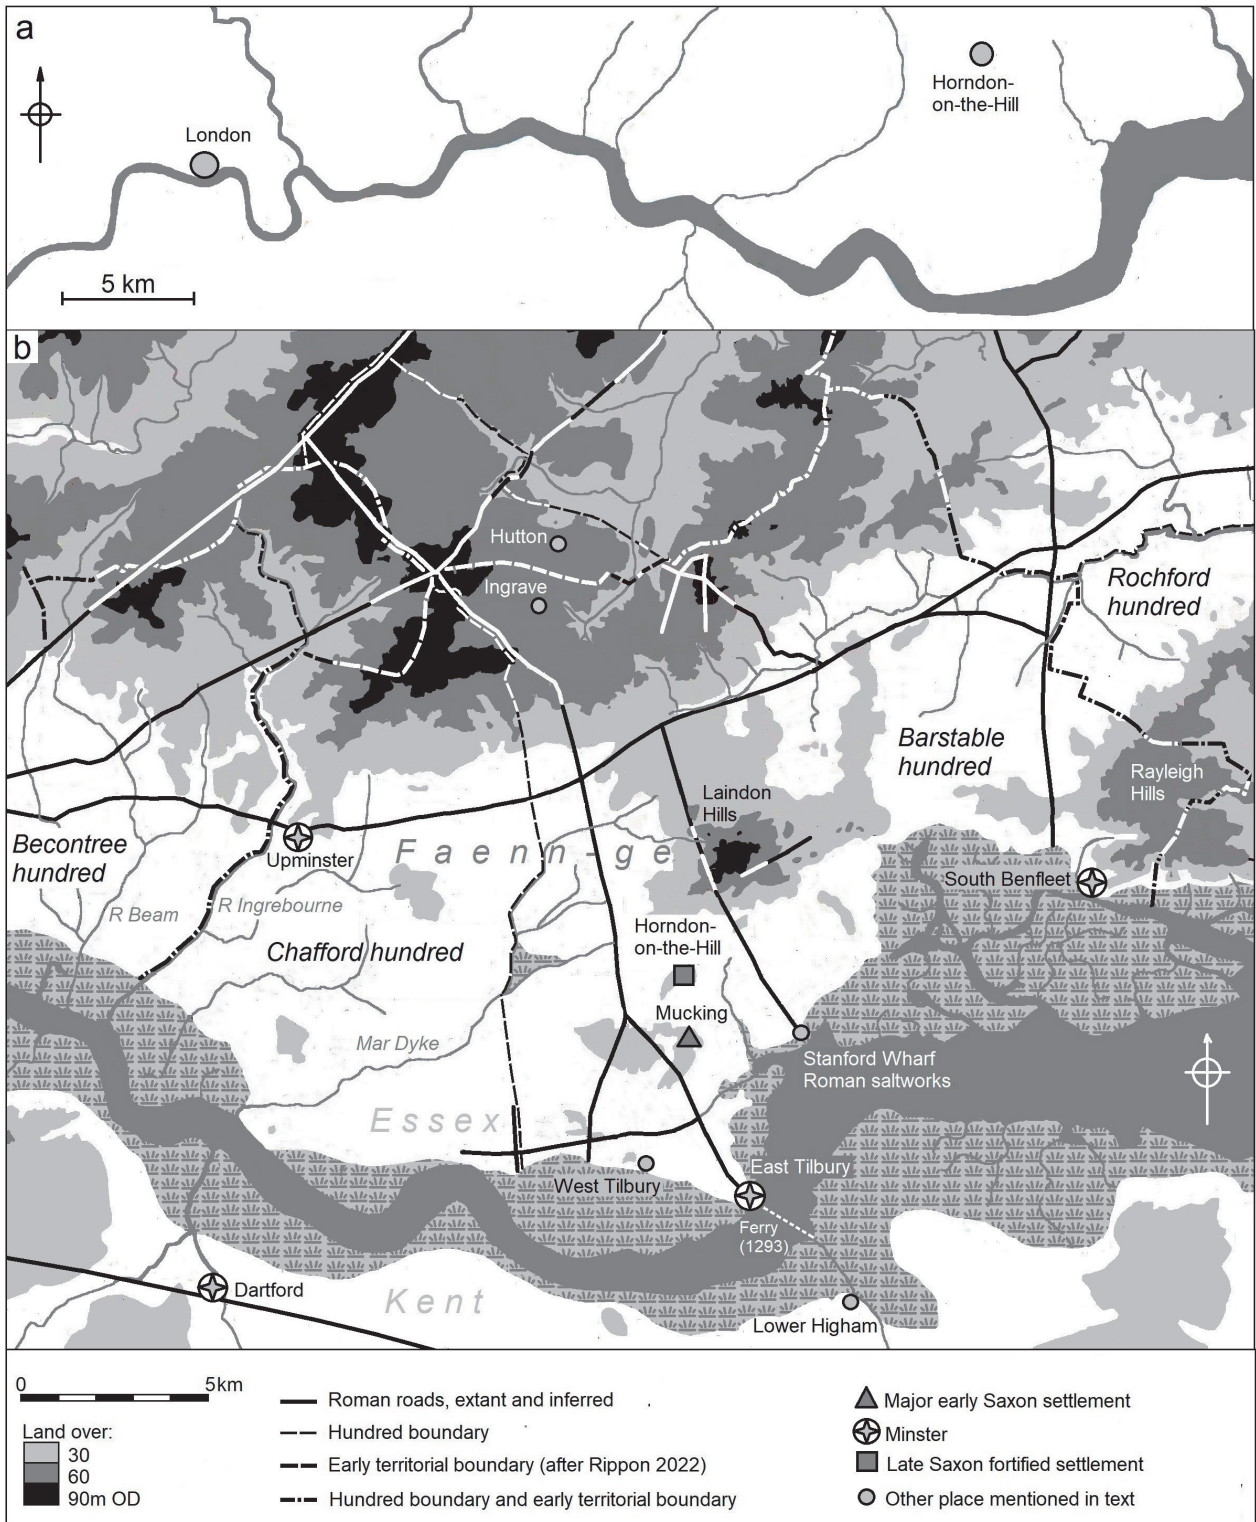 a
London
Horndon-
on-the-Hill
5 km
b
Hutton
Ingrave
Rochford
hundred
Barstable
hundred
Rayleigh
Hills
Laindon
Hills
Becontree
hundred
Upminster
Faenn-ge
South Benfleet
R Beam
R Ingrebourne
Chafford hundred
Horndon-
on-the-Hill
Mucking
Mar Dyke
Stanford Wharf
Roman saltworks
Essex
East Tilbury
West Tilbury
Ferry
(1293)
Dartford
Kent
Lower Higham
0 5km
Land over:
30
60
90m OD
Roman roads, extant and inferred
Hundred boundary
Early territorial boundary (after Rippon 2022)
Hundred boundary and early territorial boundary
Major early Saxon settlement
Minster
Late Saxon fortified settlement
Other place mentioned in text